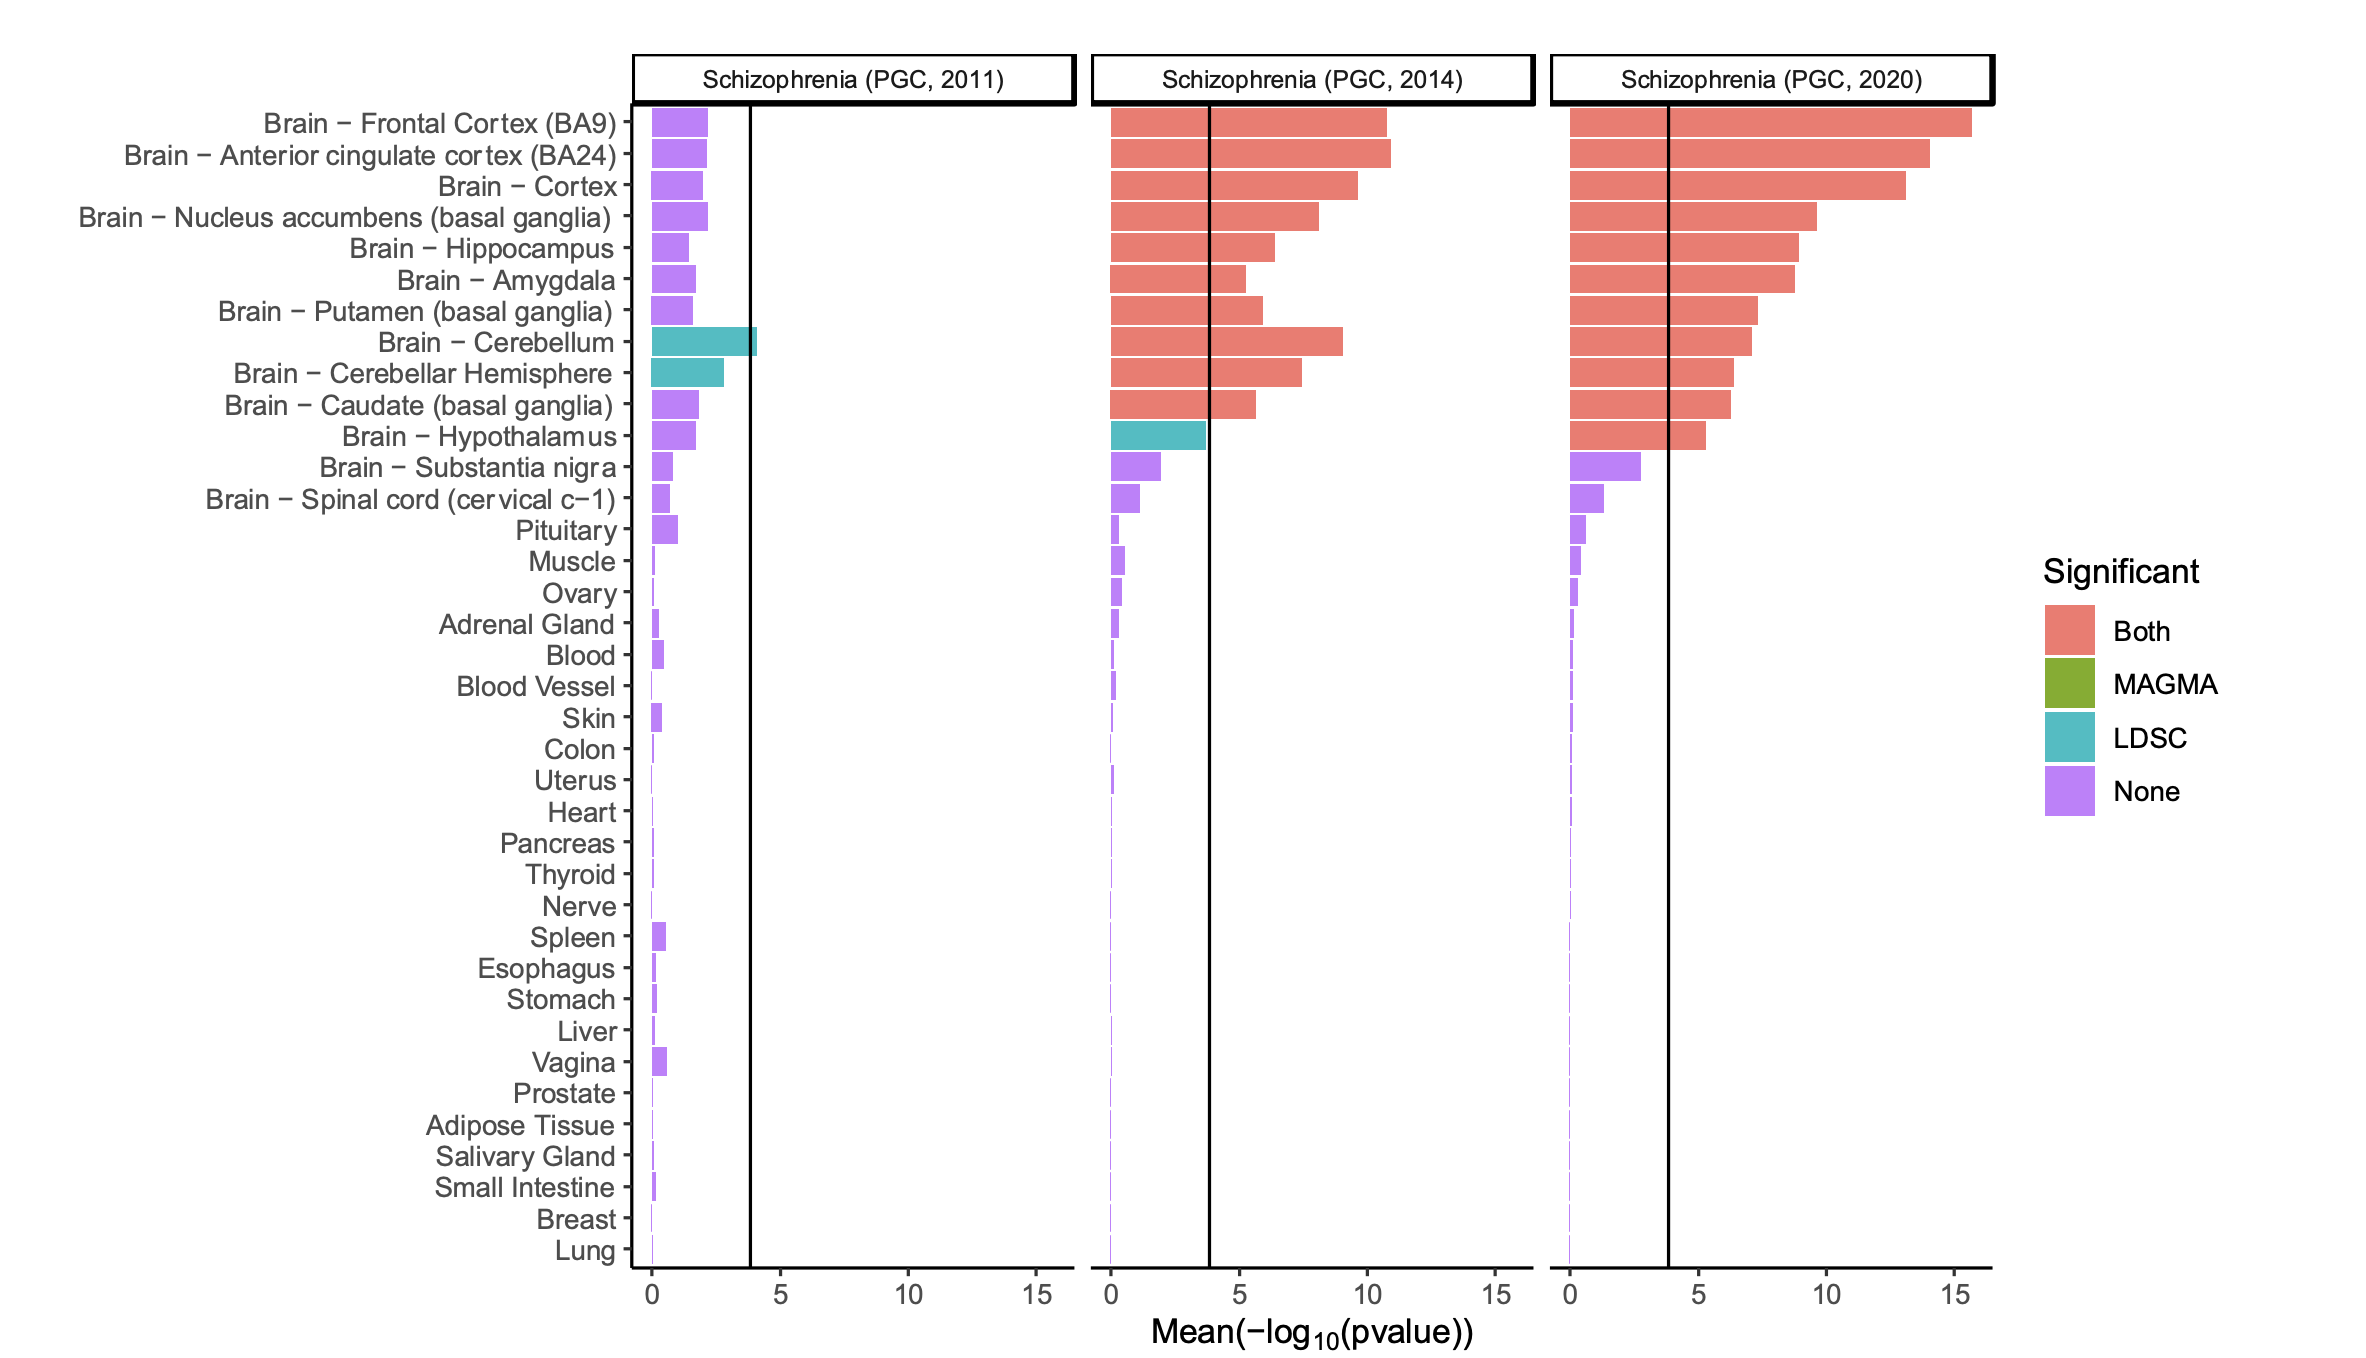 Schizophrenia (PGC, 2011)
Schizophrenia (PGC, 2014)
Schizophrenia (PGC, 2020)
Brain − Frontal Cortex (BA9)
Brain − Anterior cingulate cortex (BA24)
Brain − Cortex
Brain − Nucleus accumbens (basal ganglia)
Brain − Hippocampus
Brain − Amygdala
Brain − Putamen (basal ganglia)
Brain − Cerebellum
Brain − Cerebellar Hemisphere
Brain − Caudate (basal ganglia)
Brain − Hypothalamus
Brain − Substantia nigra
Brain − Spinal cord (cervical c−1)
Pituitary
Muscle
Ovary
Adrenal Gland
Blood
Blood Vessel
Skin
Colon
Uterus
Heart
Pancreas
Thyroid
Nerve
Spleen
Esophagus
Stomach
Liver
Vagina
Prostate
Adipose Tissue
Salivary Gland
Small Intestine
Breast
Lung
0 5 10 15
0 5 10 15
0 5 10 15
Mean(−log10(pvalue))
Significant
Both
MAGMA
LDSC
None